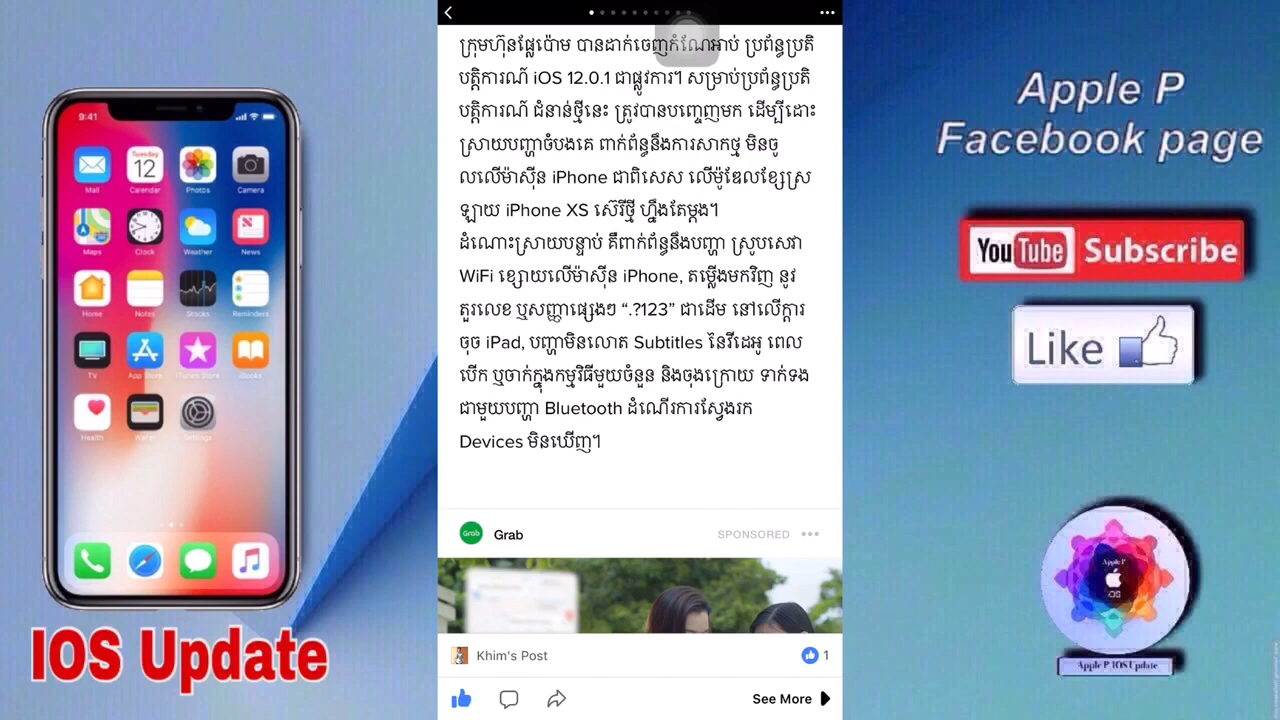 9:41
Mail
Tuesday
12
Calendar
Photos
Camera
Maps
Clock
Weather
News
Home
Notes
Stocks
Reminders
TV
App Store
iTunes Store
Health
Settings
IOS Update
ក្រុមហ៊ុនផ្លែប៉ោម បានដាក់ចេញកំណែអាប់ ប្រព័ន្ធប្រតិ
បត្តិការណ៍ iOS 12.0.1 ជាផ្លូវការ។ សម្រាប់ប្រព័ន្ធប្រតិ
បត្តិការណ៍ ជំនាន់ថ្មីនេះ ត្រូវបានបញ្ចេញមក ដើម្បីដោះ
ស្រាយបញ្ហាចំបងគេ ពាក់ព័ន្ធនឹងការសាកថ្ម មិនចូ
លលើម៉ាស៊ីន iPhone ជាពិសេស លើម៉ូឌែលខ្សែស្រ
ឡាយ iPhone XS ស៊េរីថ្មី ហ្នឹងតែម្តង។
ដំណោះស្រាយបន្ទាប់ គឺពាក់ព័ន្ធនឹងបញ្ហា ស្រូបសេវា
WiFi ខ្សោយលើម៉ាស៊ីន iPhone, តម្លើងមកវិញ នូវ
តួរលេខ ឬសញ្ញាផ្សេងៗ “.?123” ជាដើម នៅលើក្តារ
ចុច iPad, បញ្ហាមិនលោត Subtitles នៃវីដេអូ ពេល
បើក ឬចាក់ក្នុងកម្មវិធីមួយចំនួន និងចុងក្រោយ ទាក់ទង
ជាមួយបញ្ហា Bluetooth ដំណើរការស្វែងរក
Devices មិនឃើញ។
Grab
Grab
SPONSORED
Khim's Post
1
See More
Apple P
Facebook page
YouTube Subscribe
Like
Apple P
iOS
Apple P IOS Update